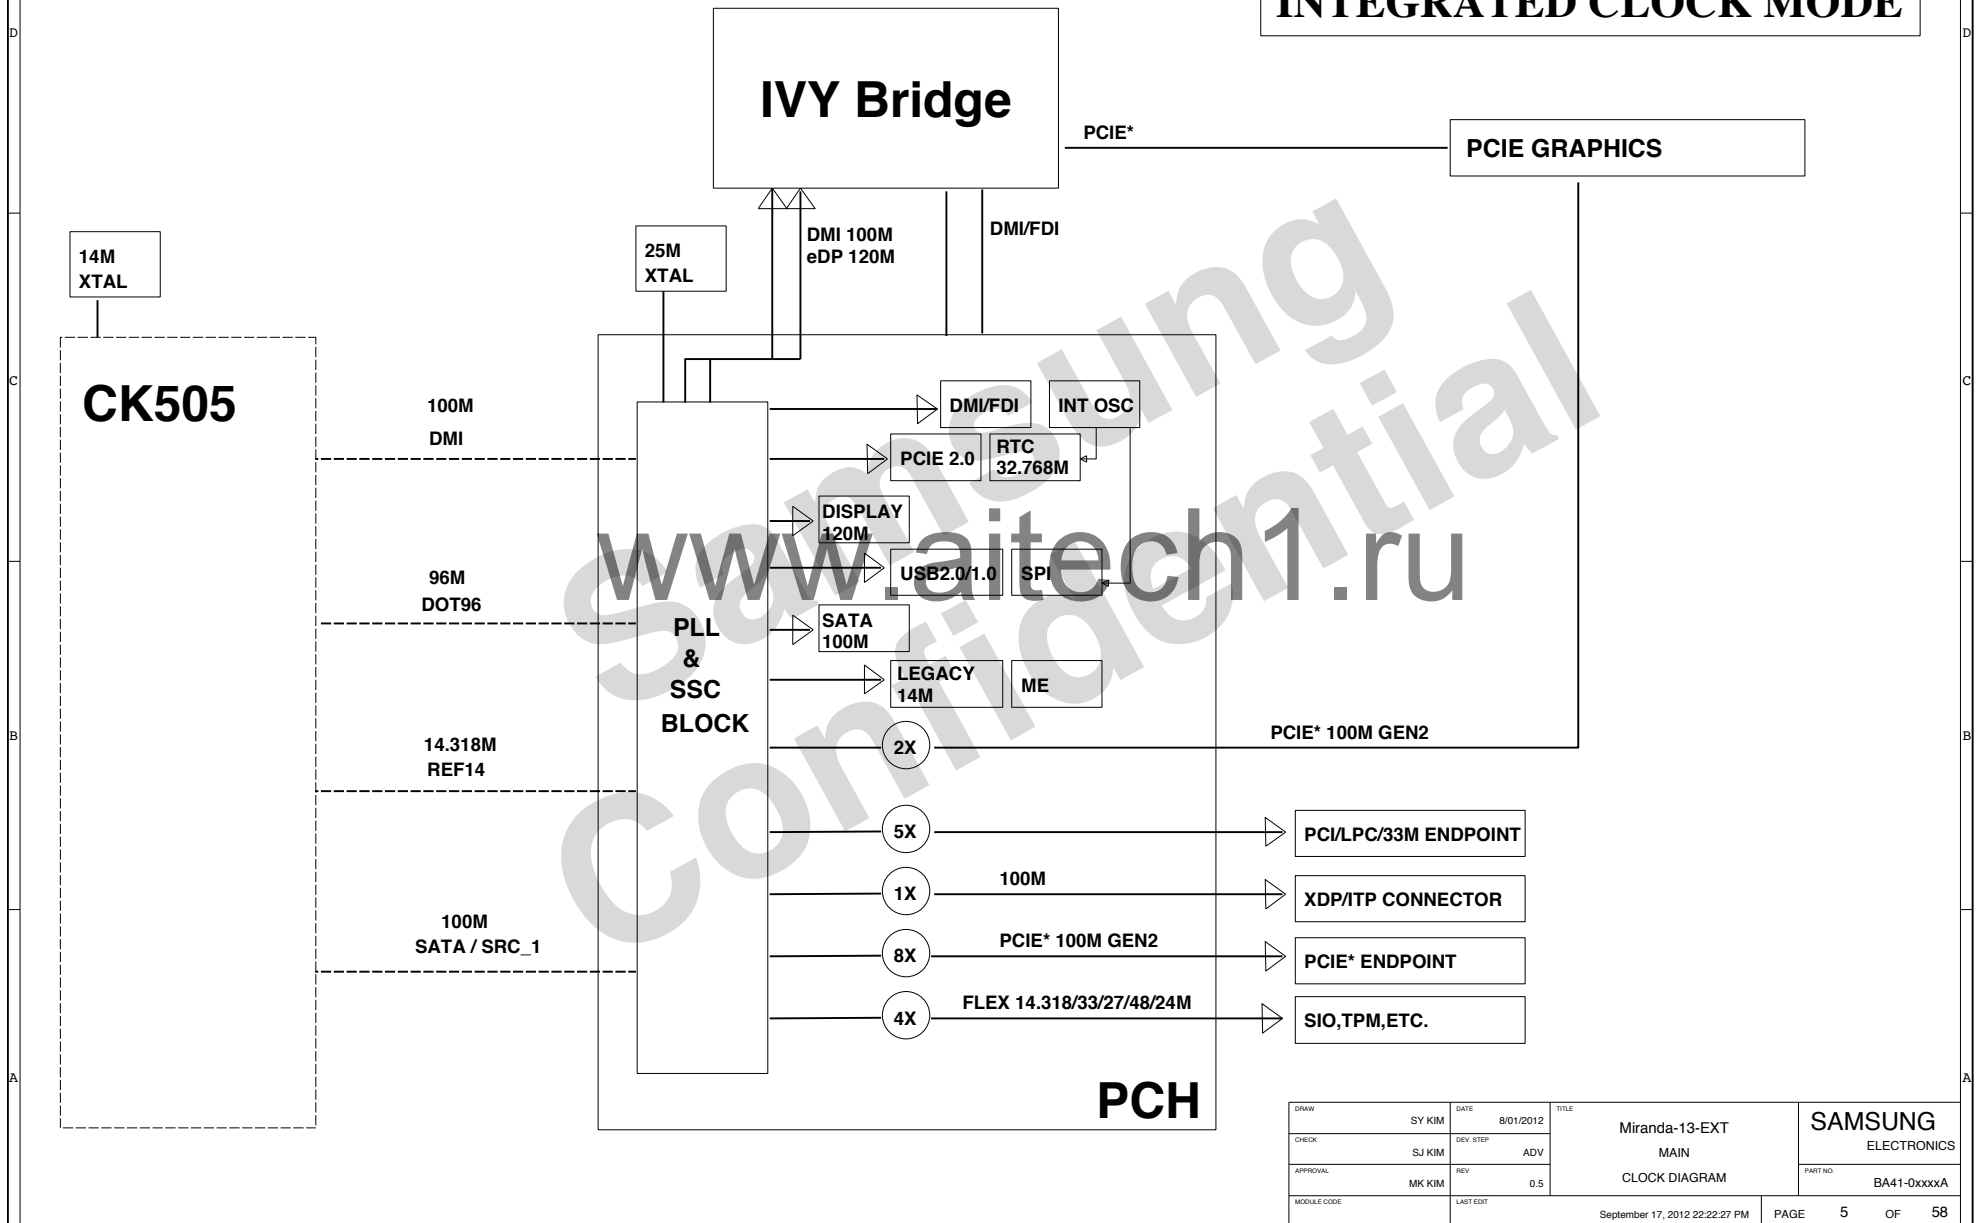 INTEGRATED CLOCK MODE
D
D
IVY Bridge
PCIE*
PCIE GRAPHICS
14M
XTAL
25M
XTAL
DMI 100M
eDP 120M
DMI/FDI
C
C
CK505
100M
DMI
DMI/FDI
INT OSC
PCIE 2.0
RTC
32.768M
DISPLAY
120M
USB2.0/1.0
SPI
96M
DOT96
SATA
100M
PLL
&
SSC
BLOCK
LEGACY
14M
ME
B
B
14.318M
REF14
2X
PCIE* 100M GEN2
5X
PCI/LPC/33M ENDPOINT
1X
100M
XDP/ITP CONNECTOR
100M
SATA / SRC_1
8X
PCIE* 100M GEN2
PCIE* ENDPOINT
4X
FLEX 14.318/33/27/48/24M
SIO,TPM,ETC.
A
A
PCH
Samsung
Confidential
www.aitech1.ru
DRAW
SY KIM
DATE
8/01/2012
TITLE
Miranda-13-EXT
MAIN
CLOCK DIAGRAM
SAMSUNG
ELECTRONICS
CHECK
SJ KIM
DEV. STEP
ADV
APPROVAL
MK KIM
REV
0.5
PART NO.
BA41-0xxxxA
MODULE CODE
LAST EDIT
September 17, 2012 22:22:27 PM
PAGE 5 OF 58